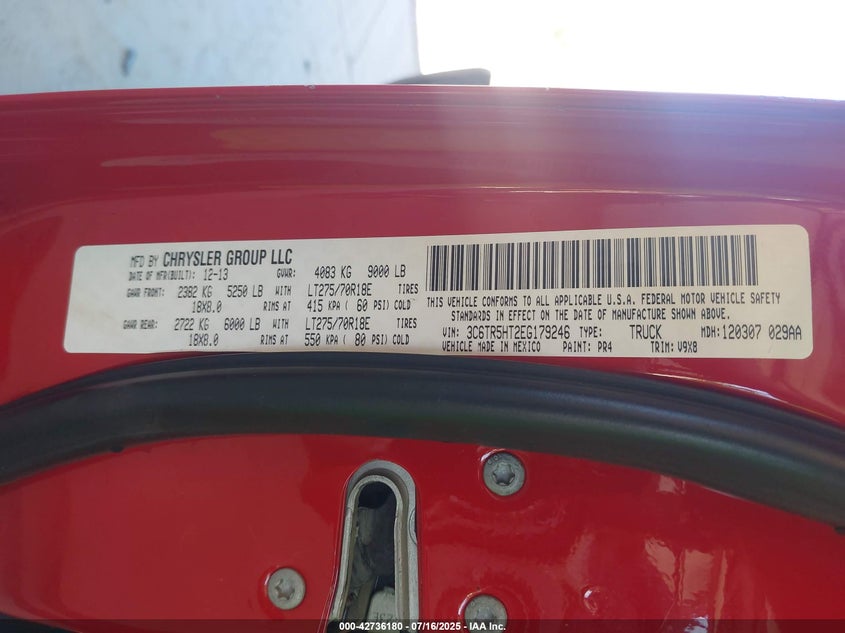 MFD BY CHRYSLER GROUP LLC
DATE OF MFR(BUILT): 12-13 GVWR: 4083 KG 9000 LB
GAWR FRONT: 2382 KG 5250 LB WITH LT275/70R18E TIRES
18X8.0 RIMS AT 415 KPA ( 60 PSI) COLD
GAWR REAR: 2722 KG 6000 LB WITH LT275/70R18E TIRES
18X8.0 RIMS AT 550 KPA ( 80 PSI) COLD
THIS VEHICLE CONFORMS TO ALL APPLICABLE U.S.A. FEDERAL MOTOR VEHICLE SAFETY
STANDARDS IN EFFECT ON THE DATE OF MANUFACTURE SHOWN ABOVE.
VIN: 3C6TR5HT2EG179246 TYPE: TRUCK MDH: 120307 029AA
VEHICLE MADE IN MEXICO PAINT: PR4 TRIM: V9X8
000-42736180 - 07/16/2025 - IAA Inc.